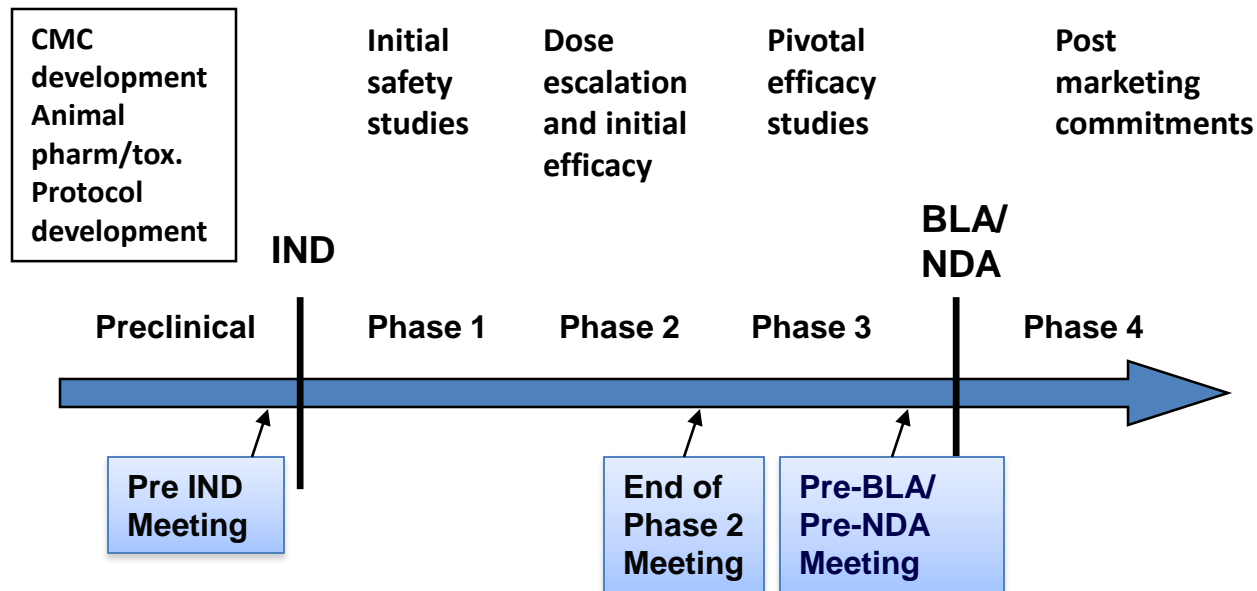 CMC
development
Animal
pharm/tox.
Protocol
development
Initial
safety
studies
Dose
escalation
and initial
efficacy
Pivotal
efficacy
studies
Post
marketing
commitments
IND
BLA/
NDA
Preclinical
Phase 1
Phase 2
Phase 3
Phase 4
Pre IND
Meeting
End of
Phase 2
Meeting
Pre-BLA/
Pre-NDA
Meeting